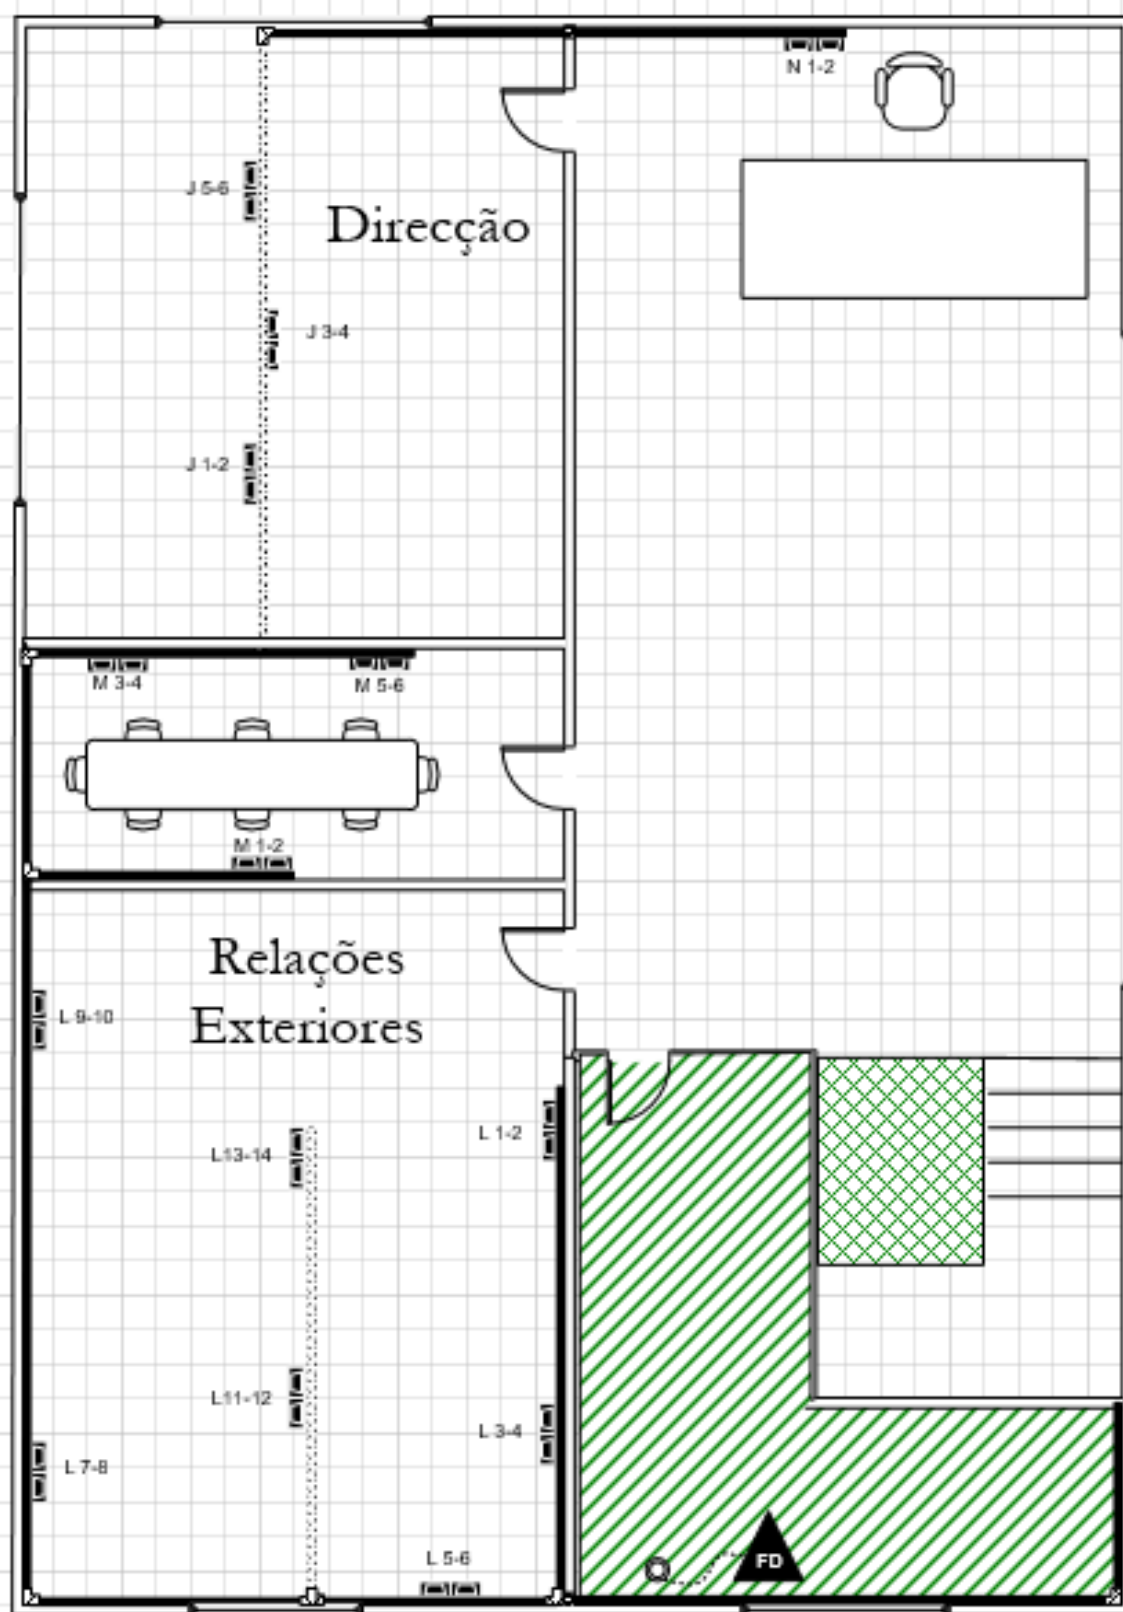 N 1-2
J 5-6
Direcção
J 3-4
J 1-2
M 3-4
M 5-6
M 1-2
Relações
Exteriores
L 9-10
L 1-2
L13-14
L11-12
L 3-4
L 7-8
L 5-6
FD